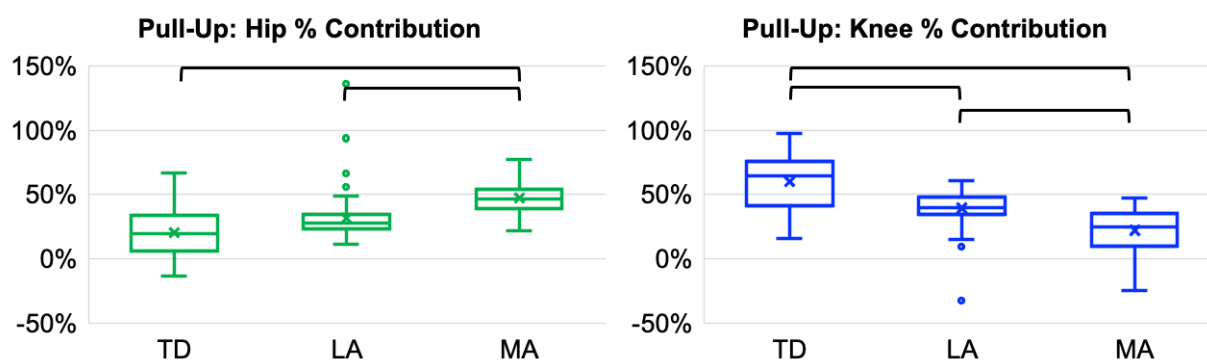 Pull-Up: Hip % Contribution
150%
100%
50%
0%
-50%
TD LA MA
Pull-Up: Knee % Contribution
150%
100%
50%
0%
-50%
TD LA MA